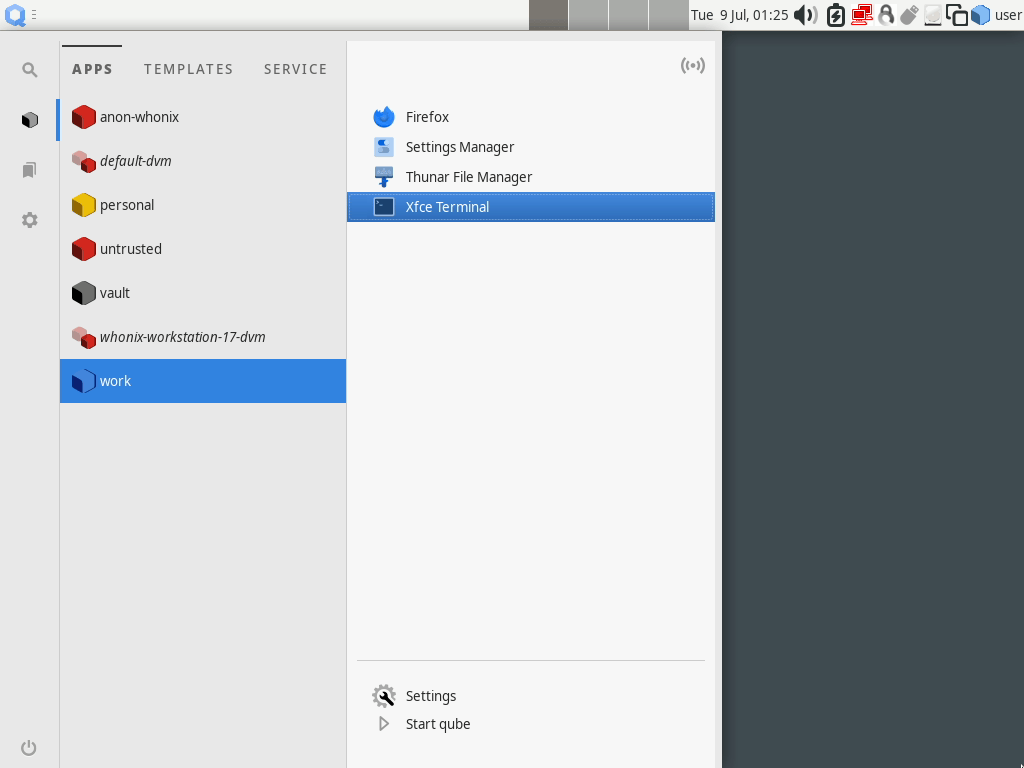 Tue 9 Jul, 01:25 user
APPS TEMPLATES SERVICE
anon-whonix
default-dvm
personal
untrusted
vault
whonix-workstation-17-dvm
work
Firefox
Settings Manager
Thunar File Manager
Xfce Terminal
Settings
Start qube